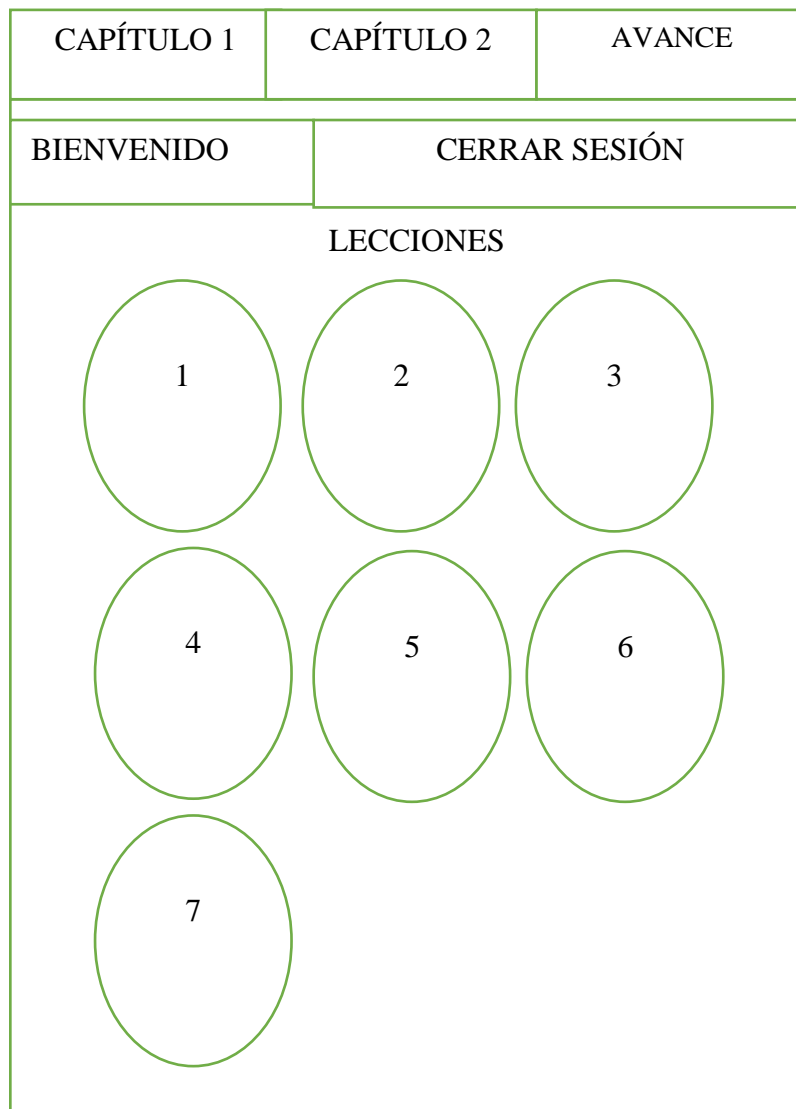 CAPÍTULO 1 CAPÍTULO 2 AVANCE
BIENVENIDO CERRAR SESIÓN
LECCIONES
1 2 3
4 5 6
7